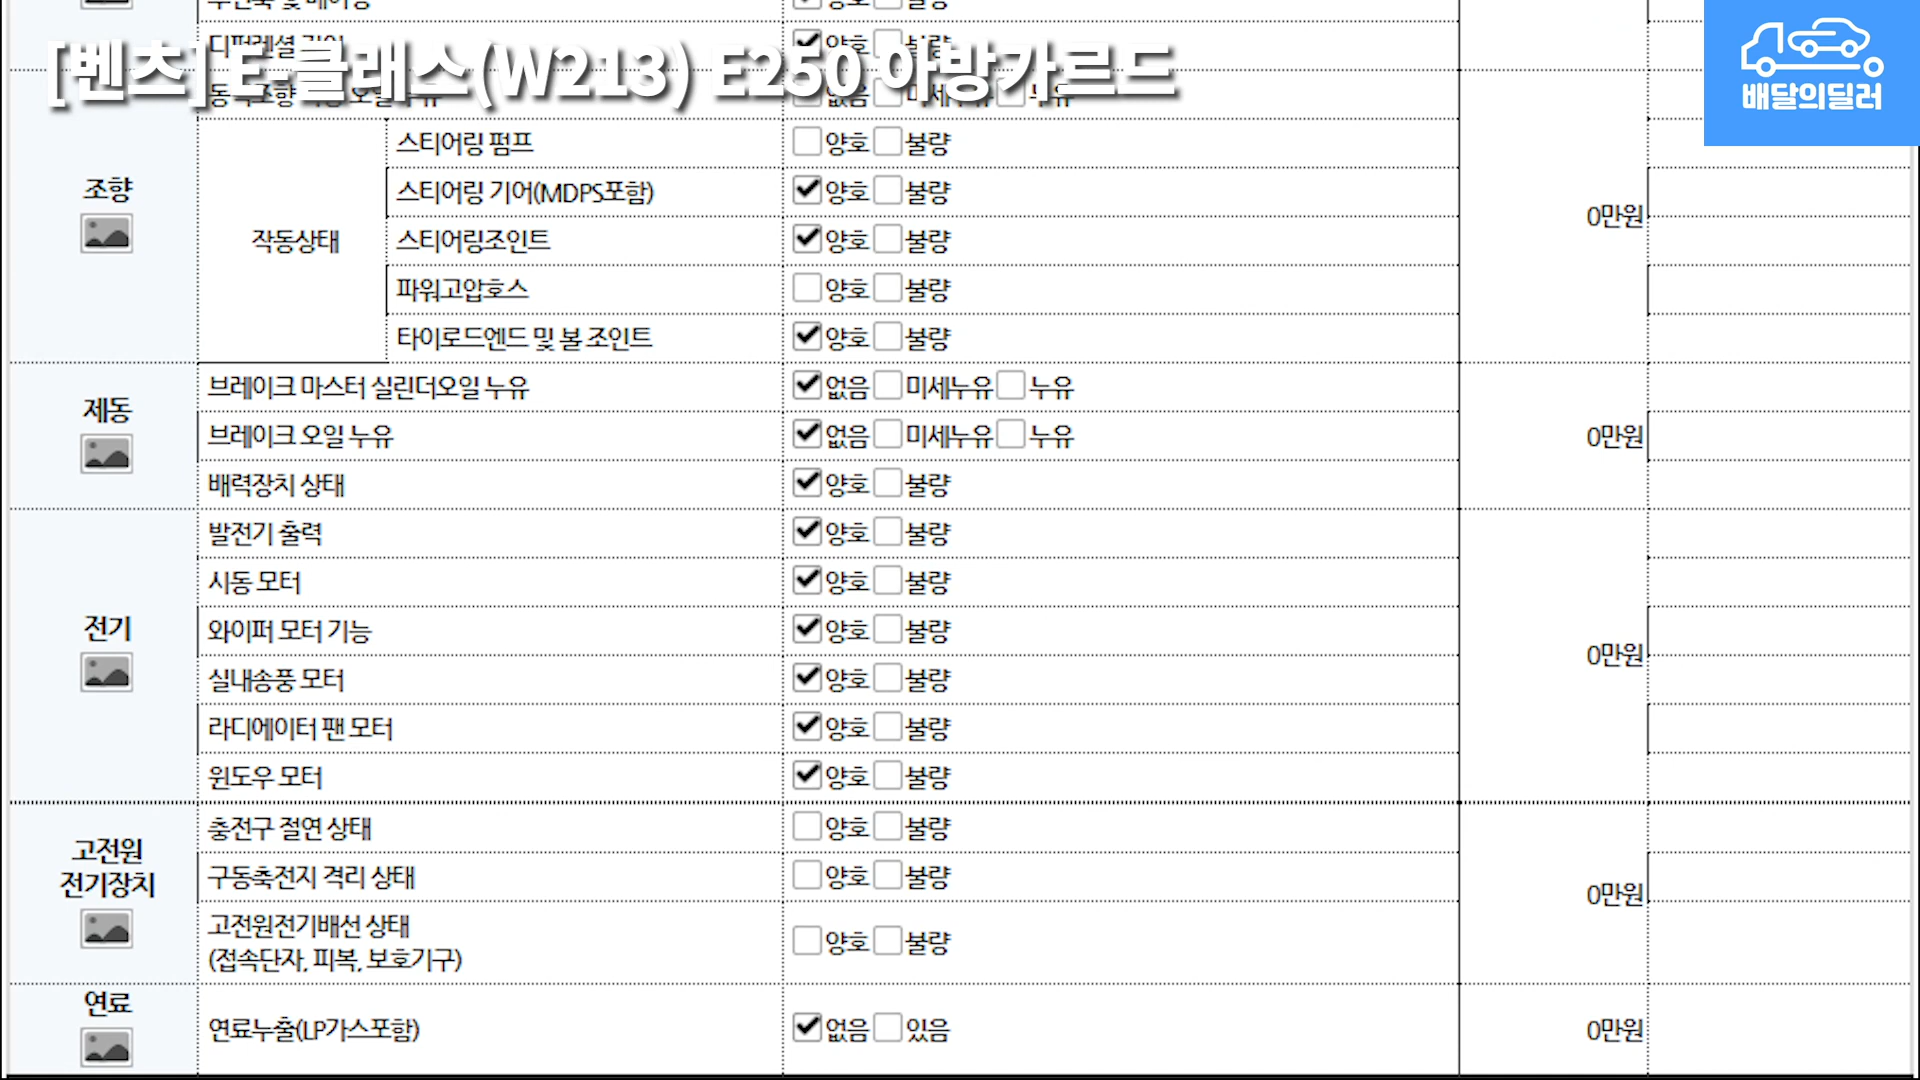 [벤츠] E-클래스(W213) E250 아방가르드
배달의딜러
양호 불량
불량
없음 미세누유 누유
조향
작동상태
스티어링 펌프 양호 불량
스티어링 기어(MDPS포함) 양호 불량
스티어링조인트 양호 불량
파워고압호스 양호 불량
타이로드엔드 및 볼 조인트 양호 불량
0만원
제동
브레이크 마스터 실린더오일 누유 없음 미세누유 누유
브레이크 오일 누유 없음 미세누유 누유
배력장치 상태 양호 불량
0만원
전기
발전기 출력 양호 불량
시동 모터 양호 불량
와이퍼 모터 기능 양호 불량
실내송풍 모터 양호 불량
라디에이터 팬 모터 양호 불량
윈도우 모터 양호 불량
0만원
고전원
전기장치
충전구 절연 상태 양호 불량
구동축전지 격리 상태 양호 불량
고전원전기배선 상태
(접속단자, 피복, 보호기구) 양호 불량
0만원
연료
연료누출(LP가스포함) 없음 있음
0만원